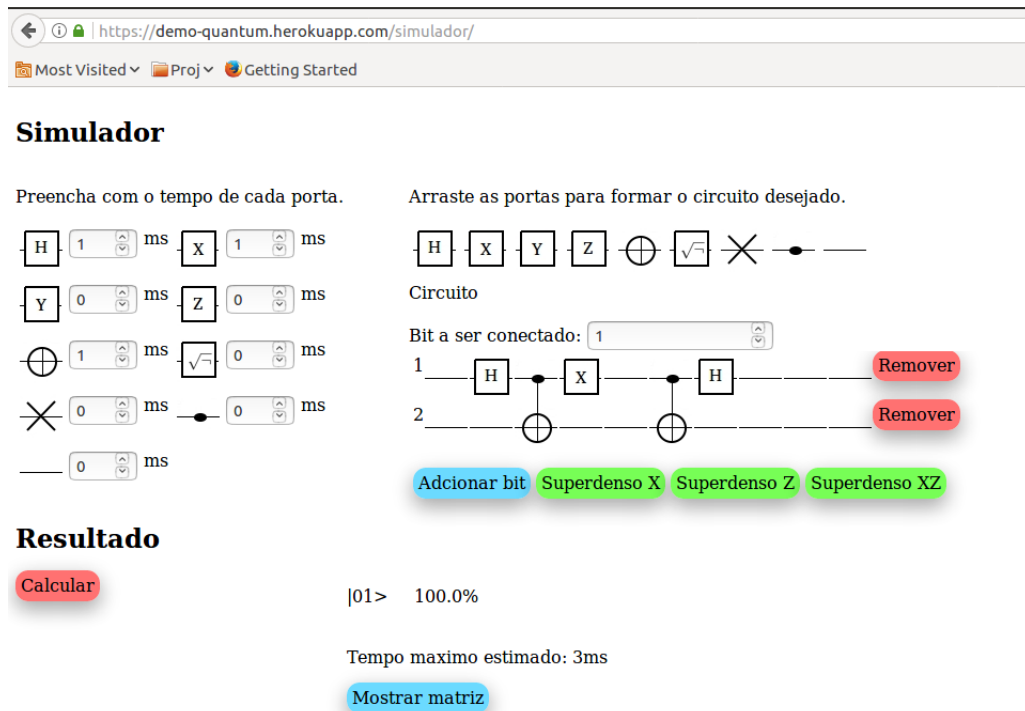 https://demo-quantum.herokuapp.com/simulador/
Most Visited Proj Getting Started
Simulador
Preencha com o tempo de cada porta.
H 1 ms X 1 ms
Y 0 ms Z 0 ms
1 ms √¬ 0 ms
0 ms 0 ms
0 ms
Arraste as portas para formar o circuito desejado.
H X Y Z √¬
Circuito
Bit a ser conectado: 1
1 H X H Remover
2 Remover
Adcionar bit Superdenso X Superdenso Z Superdenso XZ
Resultado
Calcular
|01> 100.0%
Tempo maximo estimado: 3ms
Mostrar matriz